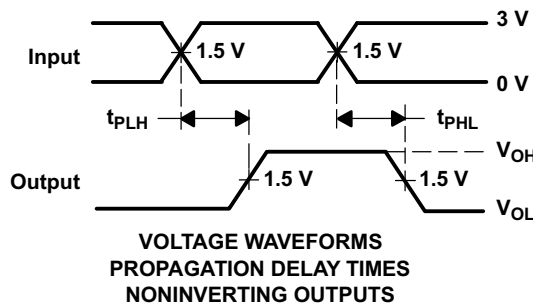 3 V
Input
1.5 V
1.5 V
0 V
tPLH
tPHL
VOH
Output
1.5 V
1.5 V
VOL
VOLTAGE WAVEFORMS
PROPAGATION DELAY TIMES
NONINVERTING OUTPUTS